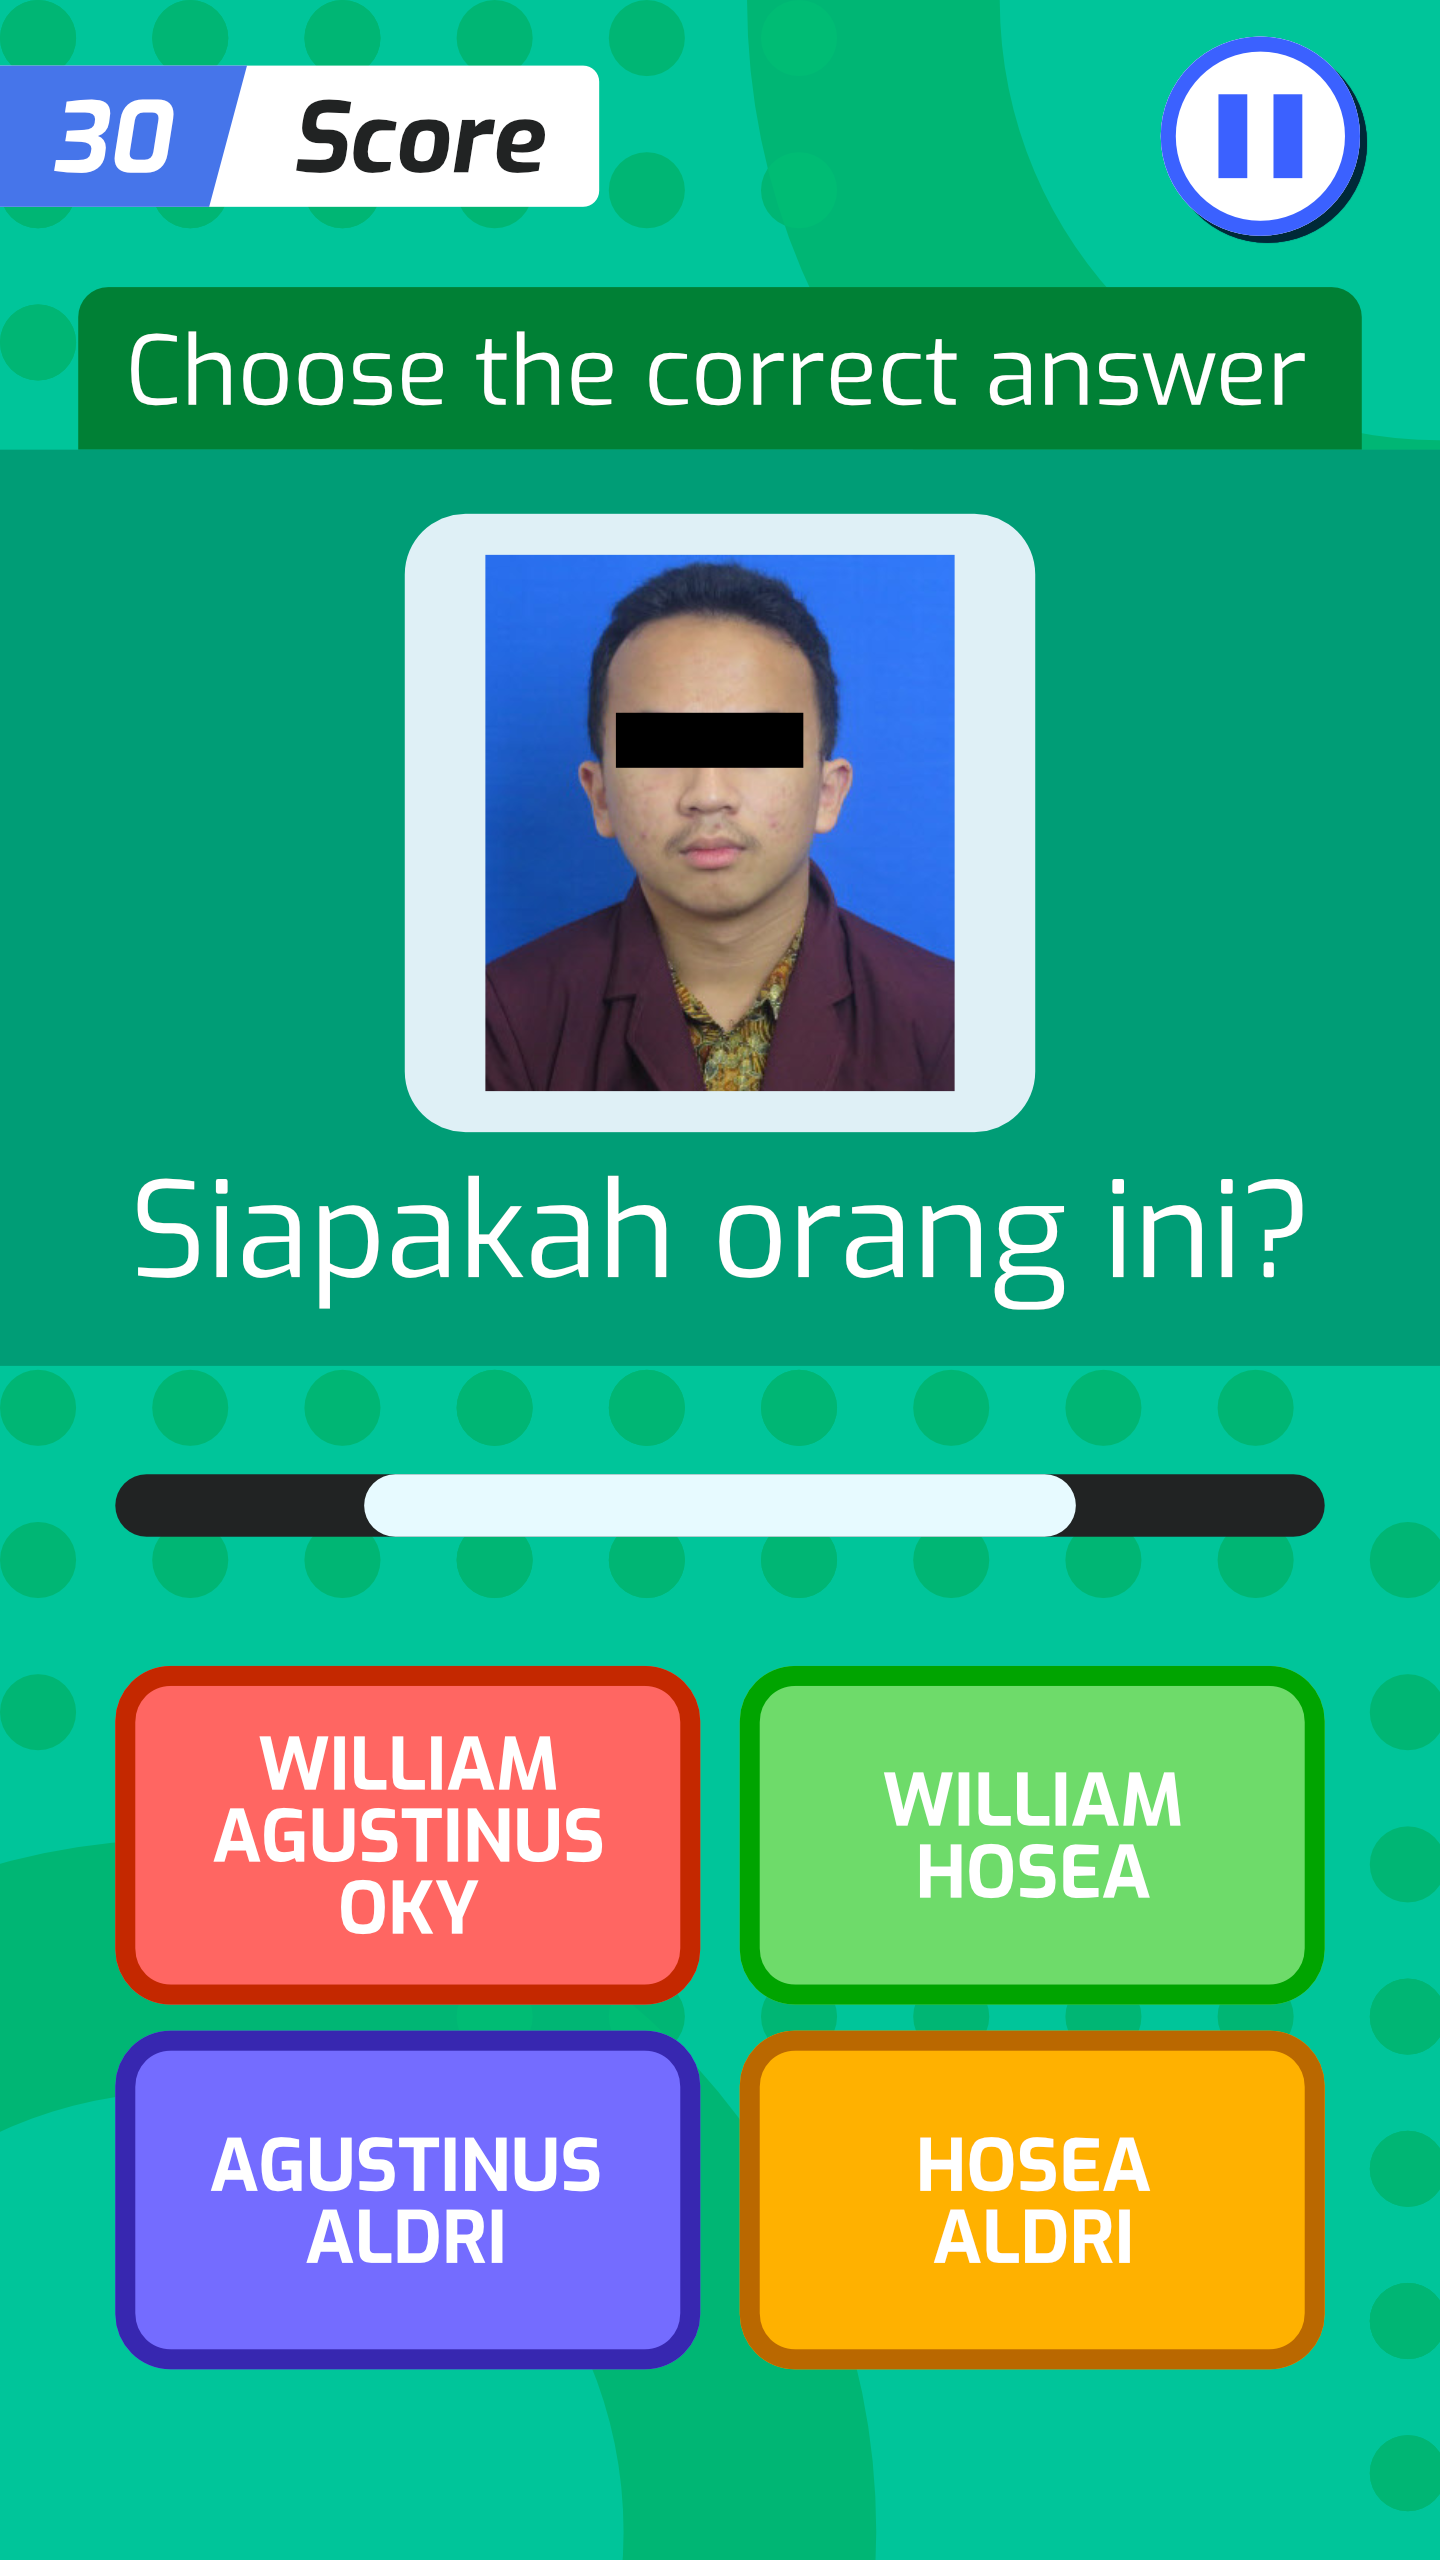 30 Score
Choose the correct answer
Siapakah orang ini?
WILLIAM
AGUSTINUS
OKY
WILLIAM
HOSEA
AGUSTINUS
ALDRI
HOSEA
ALDRI